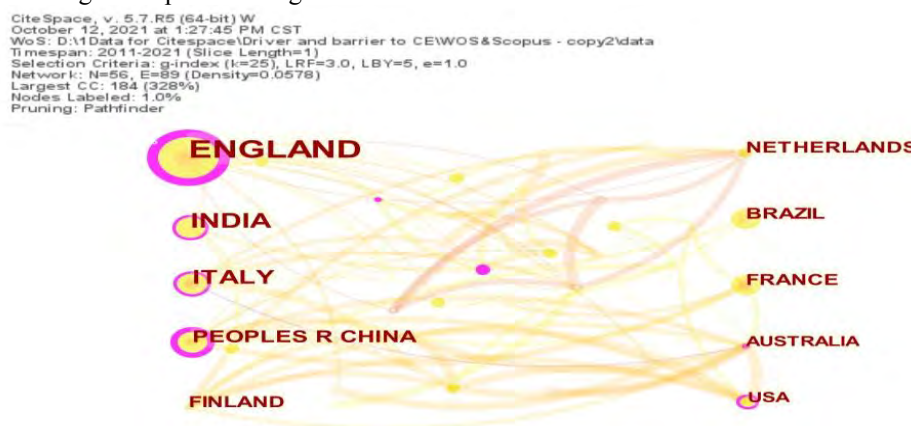 CiteSpace, v. 5.7.R5 (64-bit) W
October 12, 2021 at 1:27:45 PM CST
WoS: D:\1Data for Citespace\Driver and barrier to CE\WOS&Scopus - copy2\data
Timespan: 2011-2021 (Slice Length=1)
Selection Criteria: g-index (k=25), LRF=3.0, LBY=5, e=1.0
Network: N=56, E=89 (Density=0.0578)
Largest CC: 184 (328%)
Nodes Labeled: 1.0%
Pruning: Pathfinder
ENGLAND
INDIA
ITALY
PEOPLES R CHINA
FINLAND
NETHERLANDS
BRAZIL
FRANCE
AUSTRALIA
USA